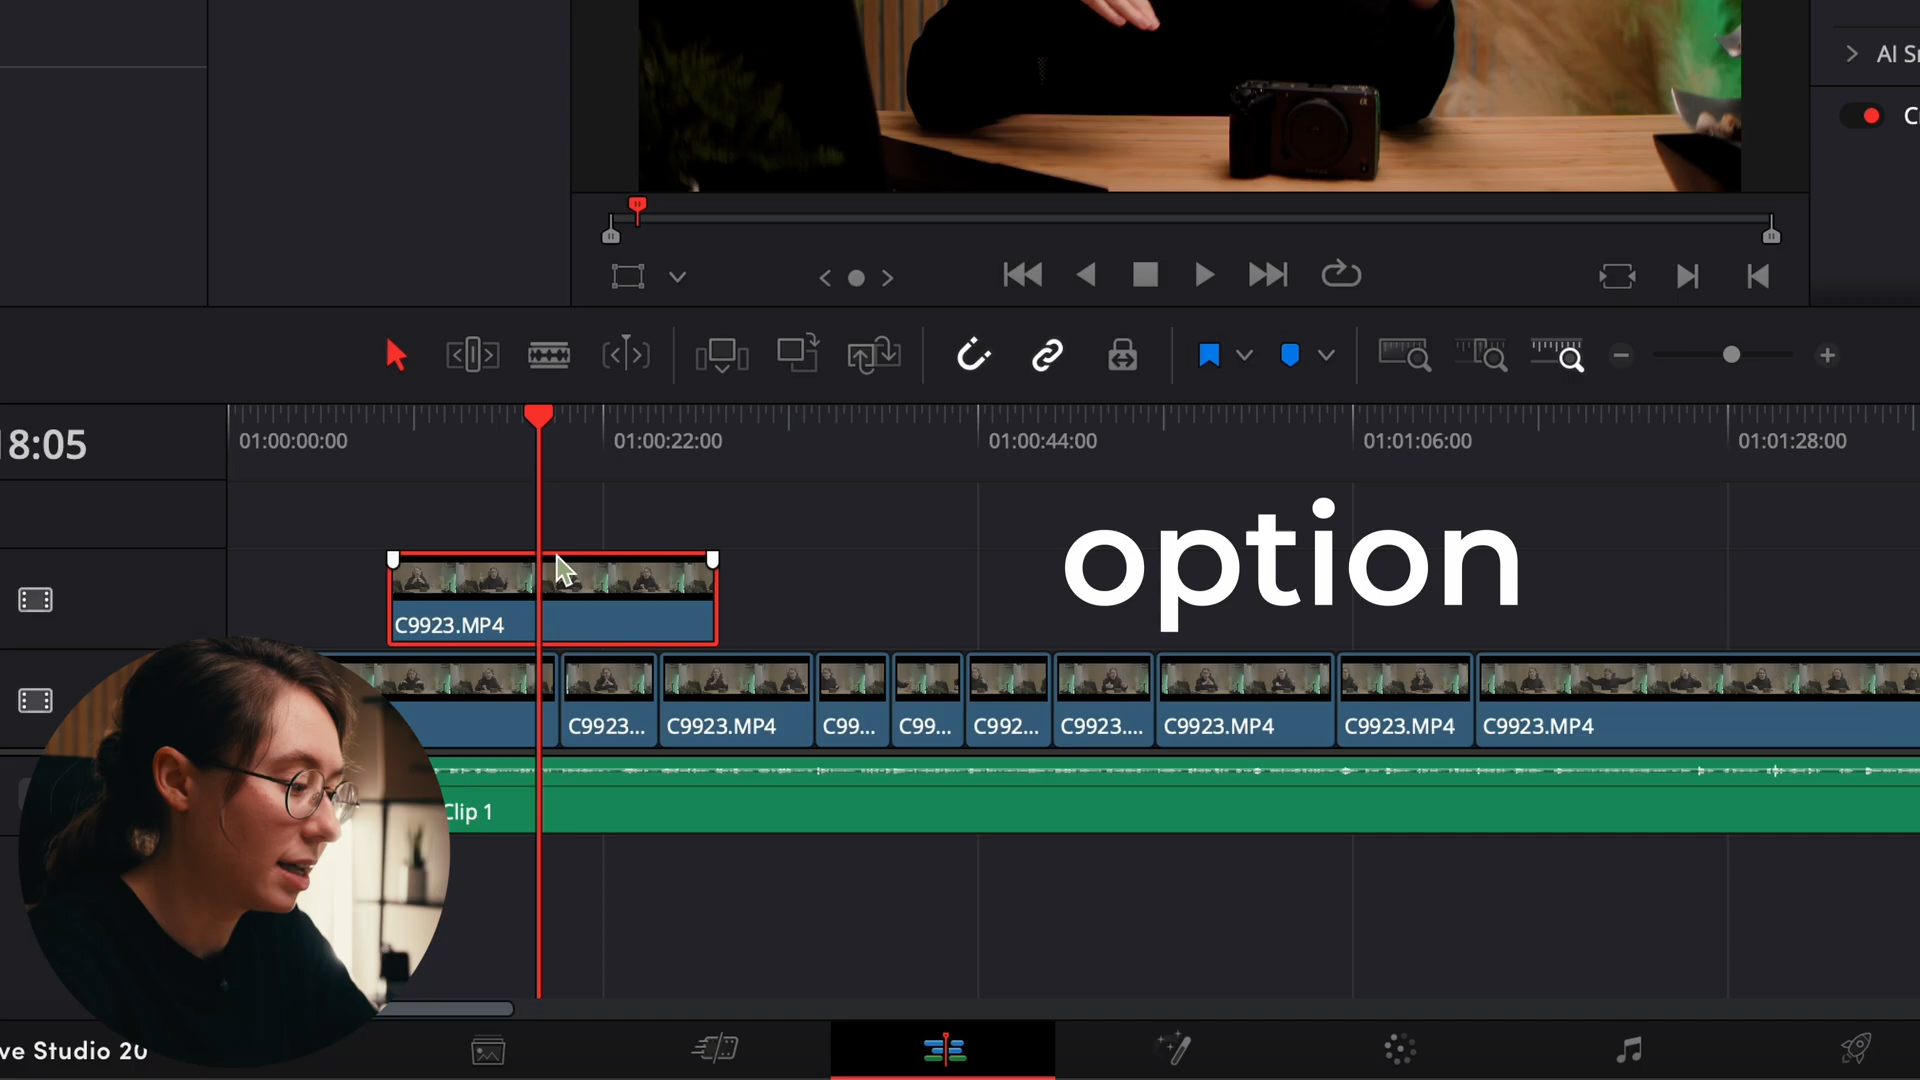 AI S
C
18:05
01:00:00:00
01:00:22:00
01:00:44:00
01:01:06:00
01:01:28:00
option
C9923.MP4
C9923...
C9923.MP4
C99...
C99...
C992...
C9923....
C9923.MP4
C9923.MP4
C9923.MP4
Clip 1
ve Studio 20